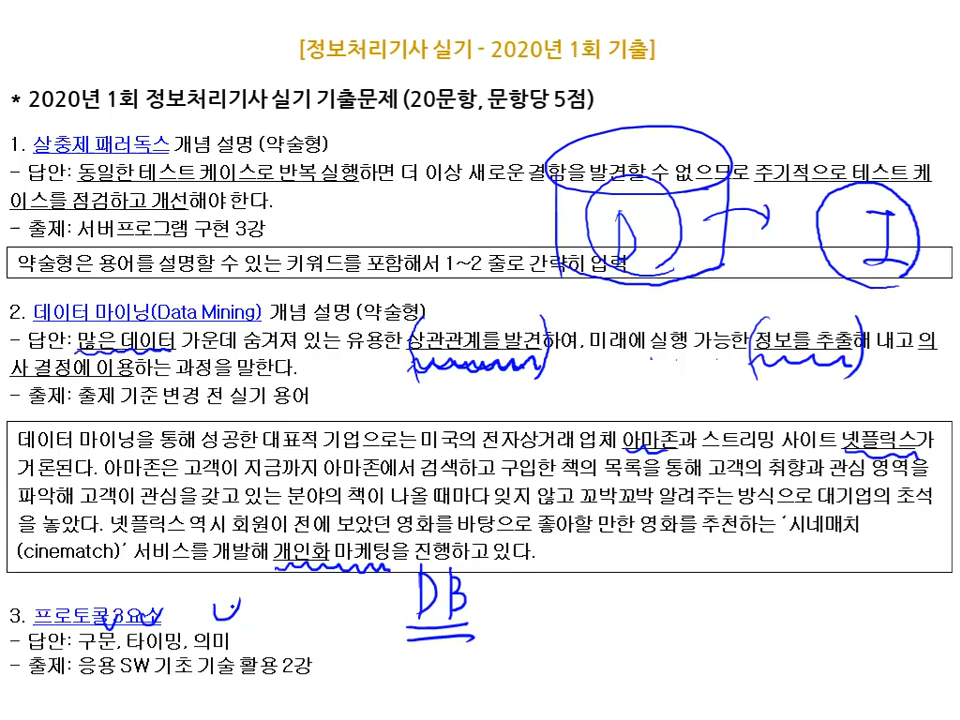 [정보처리기사 실기 - 2020년 1회 기출]
* 2020년 1회 정보처리기사 실기 기출문제 (20문항, 문항당 5점)
1. 살충제 패러독스 개념 설명 (약술형)
- 답안: 동일한 테스트 케이스로 반복 실행하면 더 이상 새로운 결함을 발견할 수 없으므로 주기적으로 테스트 케
이스를 점검하고 개선해야 한다.
D
I
- 출제: 서버프로그램 구현 3강
약술형은 용어를 설명할 수 있는 키워드를 포함해서 1~2 줄로 간략히 입력
2. 데이터 마이닝(Data Mining) 개념 설명 (약술형)
- 답안: 많은 데이터 가운데 숨겨져 있는 유용한 상관관계를 발견하여, 미래에 실행 가능한 정보를 추출해 내고 의
사 결정에 이용하는 과정을 말한다.
- 출제: 출제 기준 변경 전 실기 용어
데이터 마이닝을 통해 성공한 대표적 기업으로는 미국의 전자상거래 업체 아마존과 스트리밍 사이트 넷플릭스가
거론된다. 아마존은 고객이 지금까지 아마존에서 검색하고 구입한 책의 목록을 통해 고객의 취향과 관심 영역을
파악해 고객이 관심을 갖고 있는 분야의 책이 나올 때마다 잊지 않고 꼬박꼬박 알려주는 방식으로 대기업의 초석
을 놓았다. 넷플릭스 역시 회원이 전에 보았던 영화를 바탕으로 좋아할 만한 영화를 추천하는 ‘시네매치
(cinematch)’ 서비스를 개발해 개인화 마케팅을 진행하고 있다.
DB
3. 프로토콜 3요소
- 답안: 구문, 타이밍, 의미
- 출제: 응용 SW 기초 기술 활용 2강